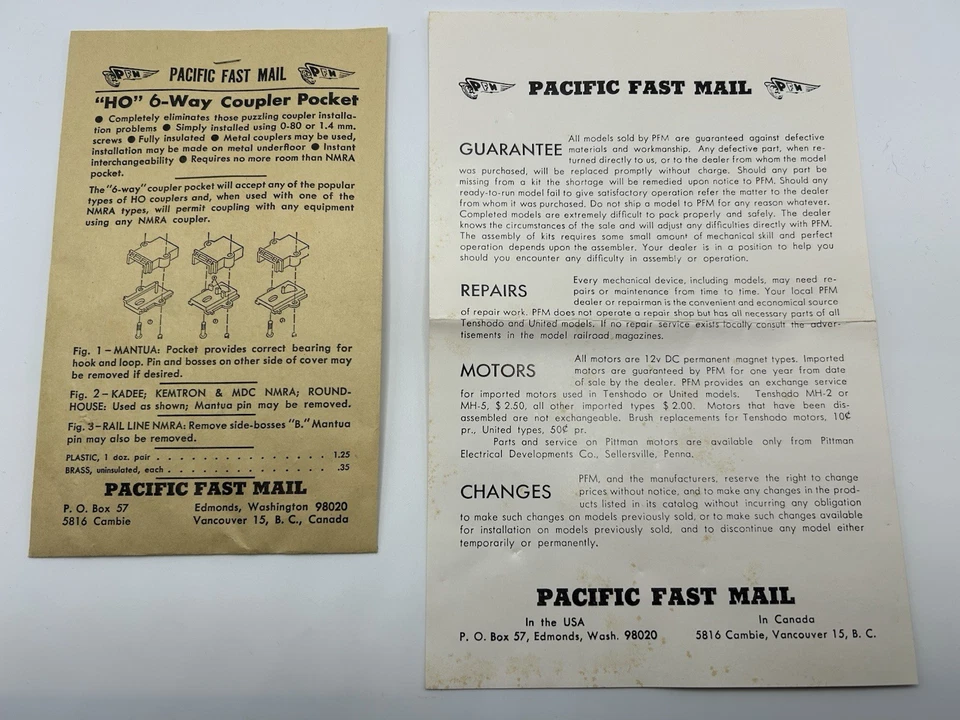 PFM PACIFIC FAST MAIL PFM
"HO" 6-Way Coupler Pocket
● Completely eliminates those puzzling coupler installa-
tion problems ● Simply installed using 0-80 or 1.4 mm.
screws ● Fully insulated ● Metal couplers may be used,
installation may be made on metal underfloor ● Instant
interchangeability ● Requires no more room than NMRA
pocket.
The "6-way" coupler pocket will accept any of the popular
types of HO couplers and, when used with one of the
NMRA types, will permit coupling with any equipment
using any NMRA coupler.
Fig. 1 – MANTUA: Pocket provides correct bearing for
hook and loop. Pin and bosses on other side of cover may
be removed if desired.
Fig. 2 – KADEE; KEMTRON & MDC NMRA; ROUND-
HOUSE: Used as shown; Mantua pin may be removed.
Fig. 3 – RAIL LINE NMRA: Remove side-bosses "B." Mantua
pin may also be removed.
PLASTIC, 1 doz. pair . . . . . . . . . . . . . . . . 1.25
BRASS, uninsulated, each . . . . . . . . . . . . . . .35
PACIFIC FAST MAIL
P. O. Box 57 Edmonds, Washington 98020
5816 Cambie Vancouver 15, B. C., Canada
PFM PACIFIC FAST MAIL PFM
GUARANTEE All models sold by PFM are guaranteed against defective
materials and workmanship. Any defective part, when re-
turned directly to us, or to the dealer from whom the model
was purchased, will be replaced promptly without charge. Should any part be
missing from a kit the shortage will be remedied upon notice to PFM. Should any
ready-to-run model fail to give satisfactory operation refer the matter to the dealer
from whom it was purchased. Do not ship a model to PFM for any reason whatever.
Completed models are extremely difficult to pack properly and safely. The dealer
knows the circumstances of the sale and will adjust any difficulties directly with PFM.
The assembly of kits requires some small amount of mechanical skill and perfect
operation depends upon the assembler. Your dealer is in a position to help you
should you encounter any difficulty in assembly or operation.
REPAIRS Every mechanical device, including models, may need re-
pairs or maintenance from time to time. Your local PFM
dealer or repairman is the convenient and economical source
of repair work. PFM does not operate a repair shop but has all necessary parts of all
Tenshodo and United models. If no repair service exists locally consult the adver-
tisements in the model railroad magazines.
MOTORS All motors are 12v DC permanent magnet types. Imported
motors are guaranteed by PFM for one year from date
of sale by the dealer. PFM provides an exchange service
for imported motors used in Tenshodo or United models. Tenshodo MH-2 or
MH-5, $2.50, all other imported types $2.00. Motors that have been dis-
assembled are not exchangeable. Brush replacements for Tenshodo motors, 10¢
pr., United types, 50¢ pr.
Parts and service on Pittman motors are available only from Pittman
Electrical Developments Co., Sellersville, Penna.
CHANGES PFM, and the manufacturers, reserve the right to change
prices without notice, and to make any changes in the prod-
ucts listed in its catalog without incurring any obligation
to make such changes on models previously sold, or to make such changes available
for installation on models previously sold, and to discontinue any model either
temporarily or permanently.
PACIFIC FAST MAIL
In the USA In Canada
P. O. Box 57, Edmonds, Wash. 98020 5816 Cambie, Vancouver 15, B. C.